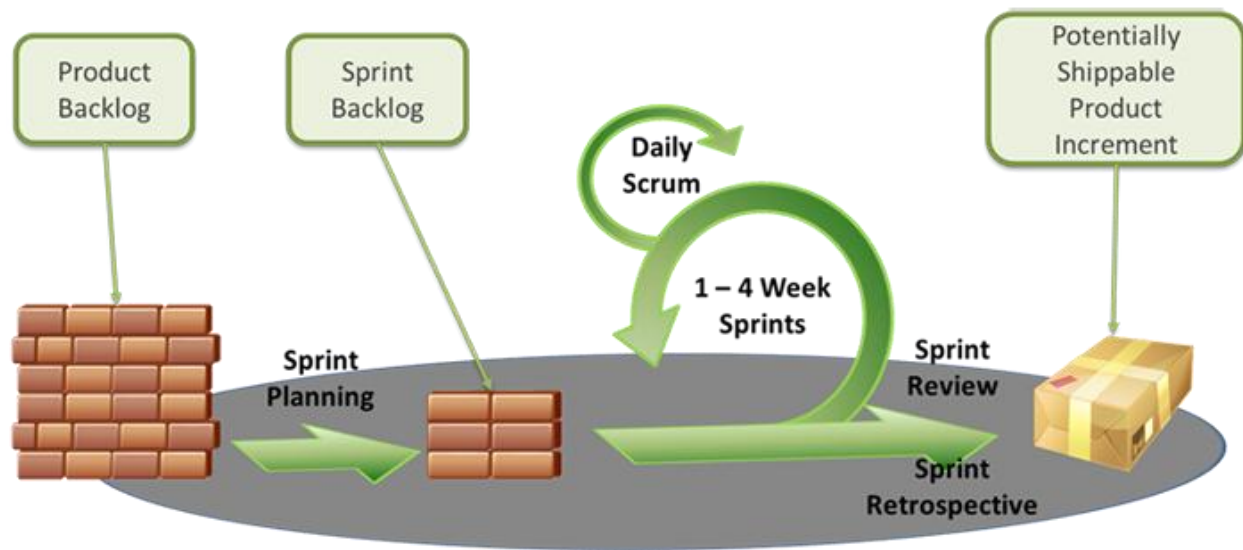 Product
Backlog
Sprint
Backlog
Potentially
Shippable
Product
Increment
Daily
Scrum
1 – 4 Week
Sprints
Sprint
Planning
Sprint
Review
Sprint
Retrospective